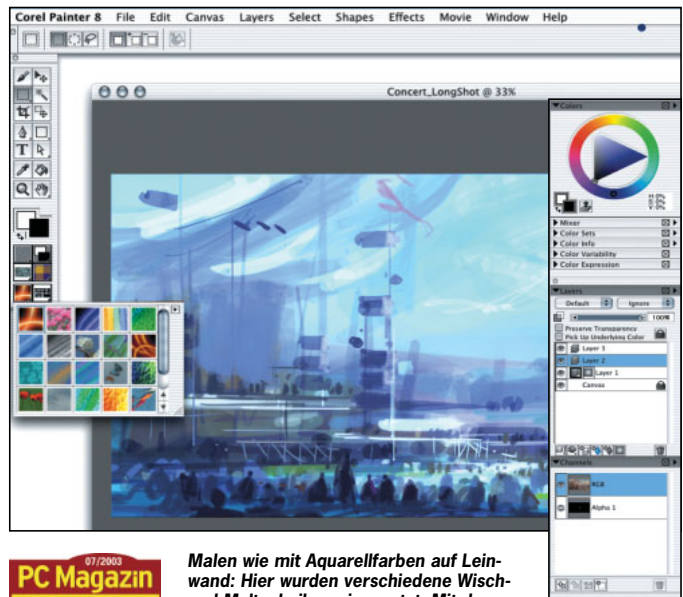 Corel Painter 8 File Edit Canvas Layers Select Shapes Effects Movie Window Help
Concert_LongShot @ 33%
Colors
Mixer
Color Sets
Color Info
Color Variability
Color Expression
Layers
Default Ignore
100%
Preserve Transparency
Pick Up Underlying Color
Layer 3
Layer 2
Layer 1
Canvas
Channels
RGB
Alpha 1
07/2003
PC Magazin
Malen wie mit Aquarellfarben auf Lein-
wand: Hier wurden verschiedene Wisch-